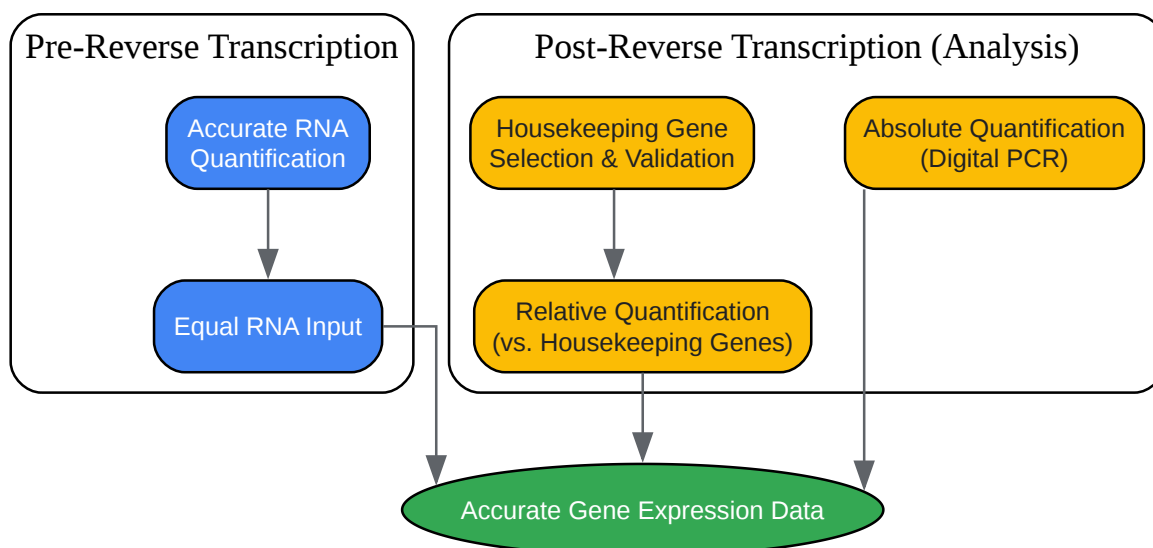 Pre-Reverse Transcription
Accurate RNA
Quantification
Equal RNA Input
Post-Reverse Transcription (Analysis)
Housekeeping Gene
Selection & Validation
Absolute Quantification
(Digital PCR)
Relative Quantification
(vs. Housekeeping Genes)
Accurate Gene Expression Data